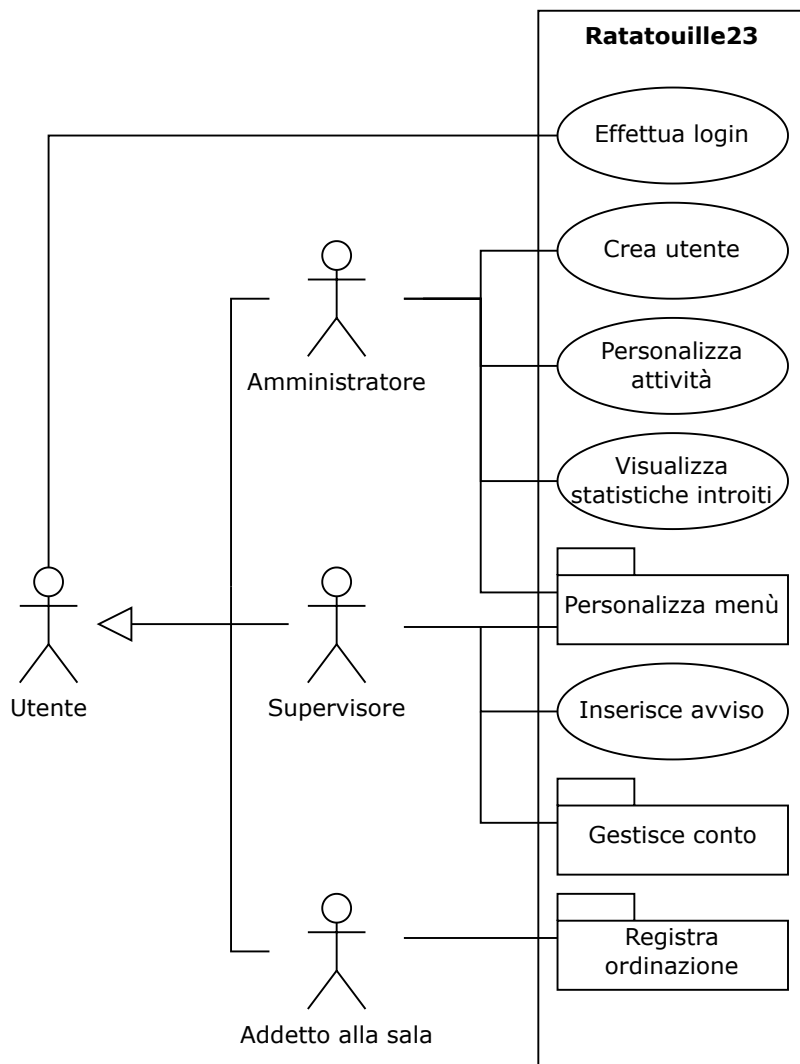 Ratatouille23
Effettua login
Crea utente
Amministratore
Personalizza
attività
Visualizza
statistiche introiti
Personalizza menù
Utente
Supervisore
Inserisce avviso
Gestisce conto
Registra
ordinazione
Addetto alla sala